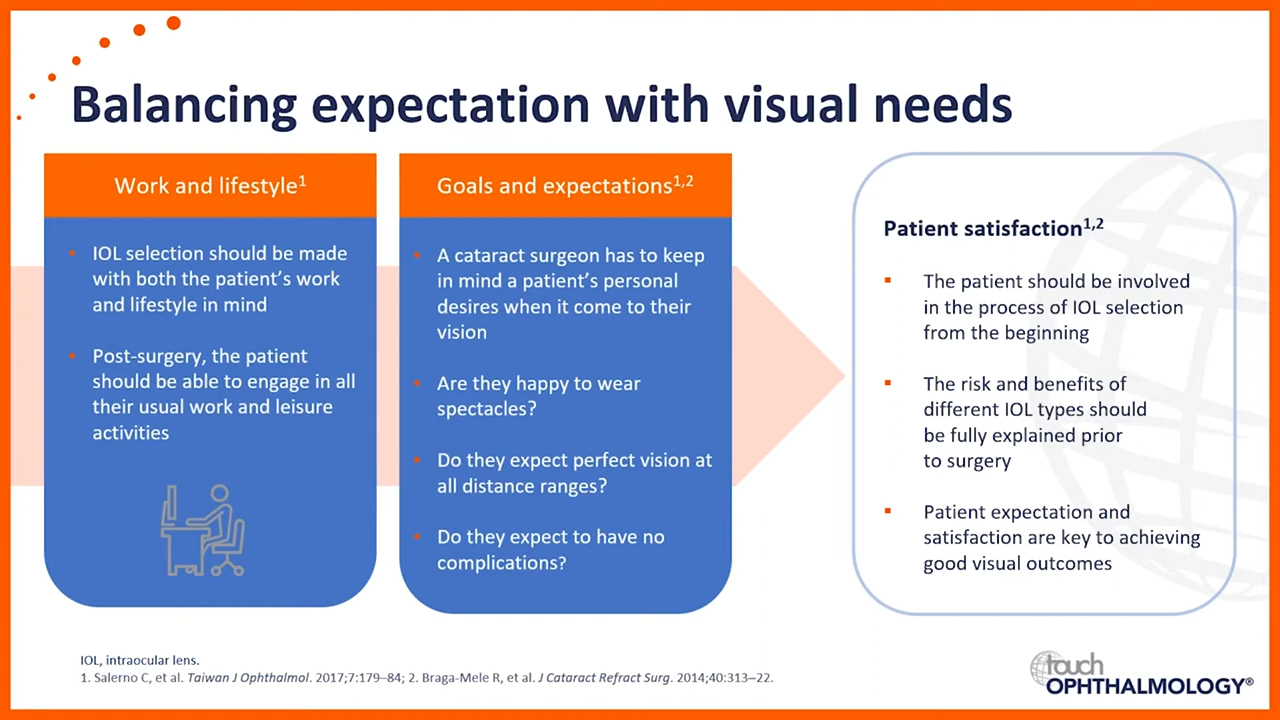 Balancing expectation with visual needs
Work and lifestyle¹
• IOL selection should be made
with both the patient's work
and lifestyle in mind
• Post-surgery, the patient
should be able to engage in all
their usual work and leisure
activities
Goals and expectations¹,²
• A cataract surgeon has to keep
in mind a patient's personal
desires when it come to their
vision
• Are they happy to wear
spectacles?
• Do they expect perfect vision at
all distance ranges?
• Do they expect to have no
complications?
Patient satisfaction¹,²
▪ The patient should be involved
in the process of IOL selection
from the beginning
▪ The risk and benefits of
different IOL types should
be fully explained prior
to surgery
▪ Patient expectation and
satisfaction are key to achieving
good visual outcomes
IOL, intraocular lens.
1. Salerno C, et al. Taiwan J Ophthalmol. 2017;7:179–84; 2. Braga-Mele R, et al. J Cataract Refract Surg. 2014;40:313–22.
touch
OPHTHALMOLOGY®